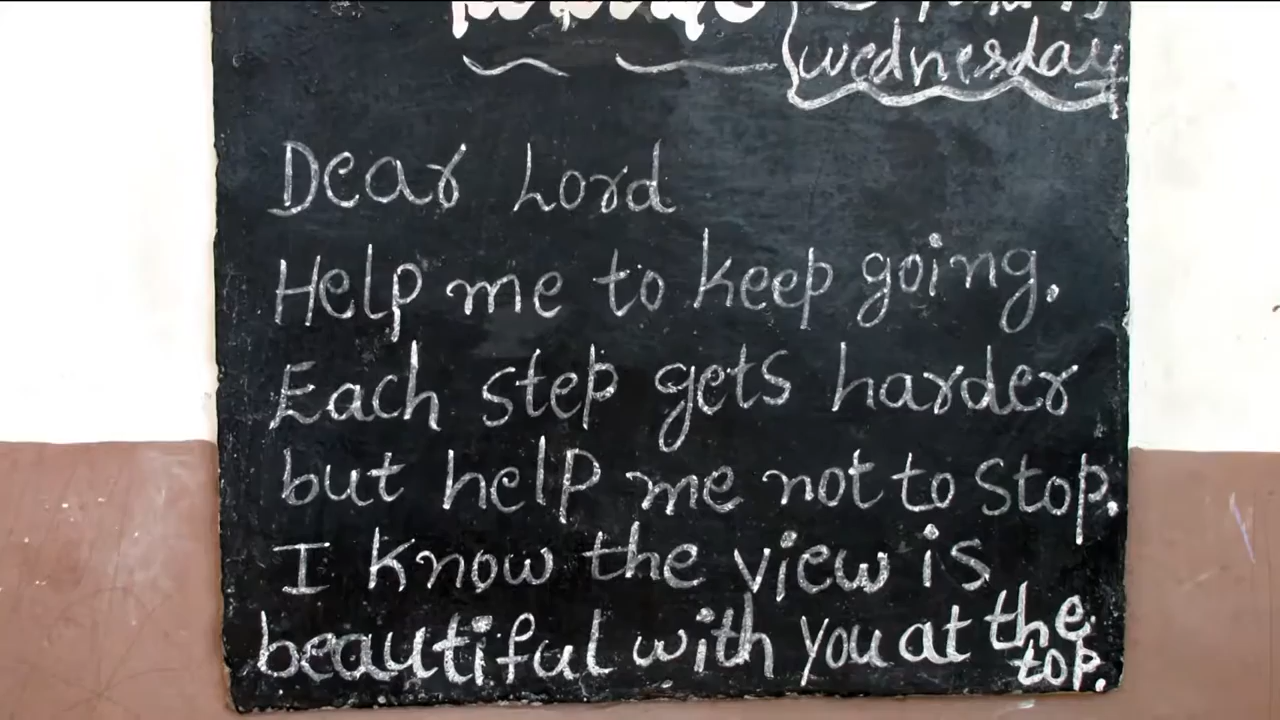 wednesday
Dear Lord
Help me to keep going.
Each step gets harder
but help me not to stop.
I know the view is
beautiful with you at the
top.